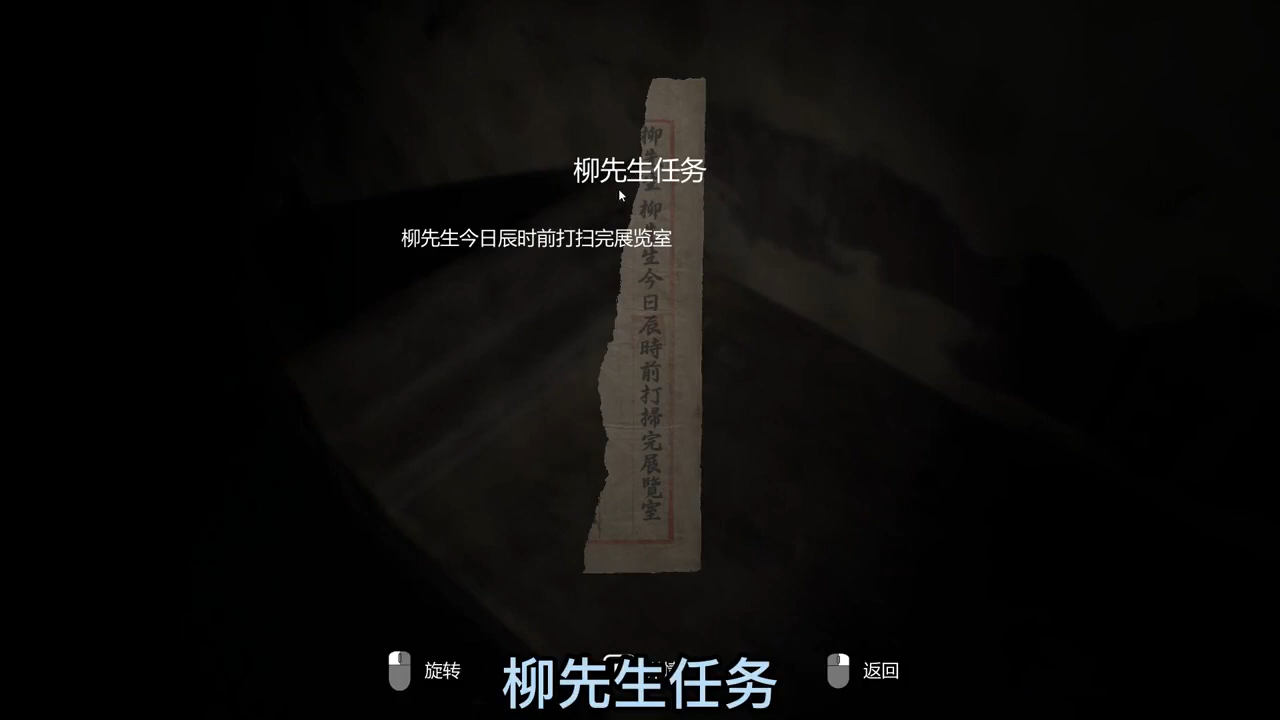 柳先生任务
柳先生今日辰时前打扫完展览室
柳先生柳先生今日辰時前打掃完展覽室
旋转
返回
柳先生任务